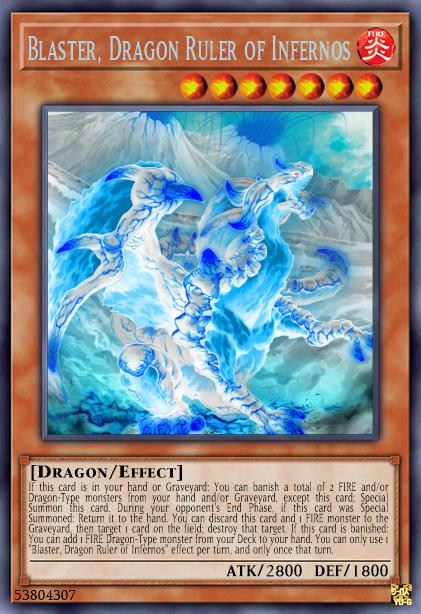 Blaster, Dragon Ruler of Infernos
FIRE
炎
[Dragon/Effect]
If this card is in your hand or Graveyard: You can banish a total of 2 FIRE and/or
Dragon-Type monsters from your hand and/or Graveyard, except this card; Special
Summon this card. During your opponent's End Phase, if this card was Special
Summoned: Return it to the hand. You can discard this card and 1 FIRE monster to the
Graveyard, then target 1 card on the field; destroy that target. If this card is banished:
You can add 1 FIRE Dragon-Type monster from your Deck to your hand. You can only use 1
"Blaster, Dragon Ruler of Infernos" effect per turn, and only once that turn.
ATK/2800 DEF/1800
53804307